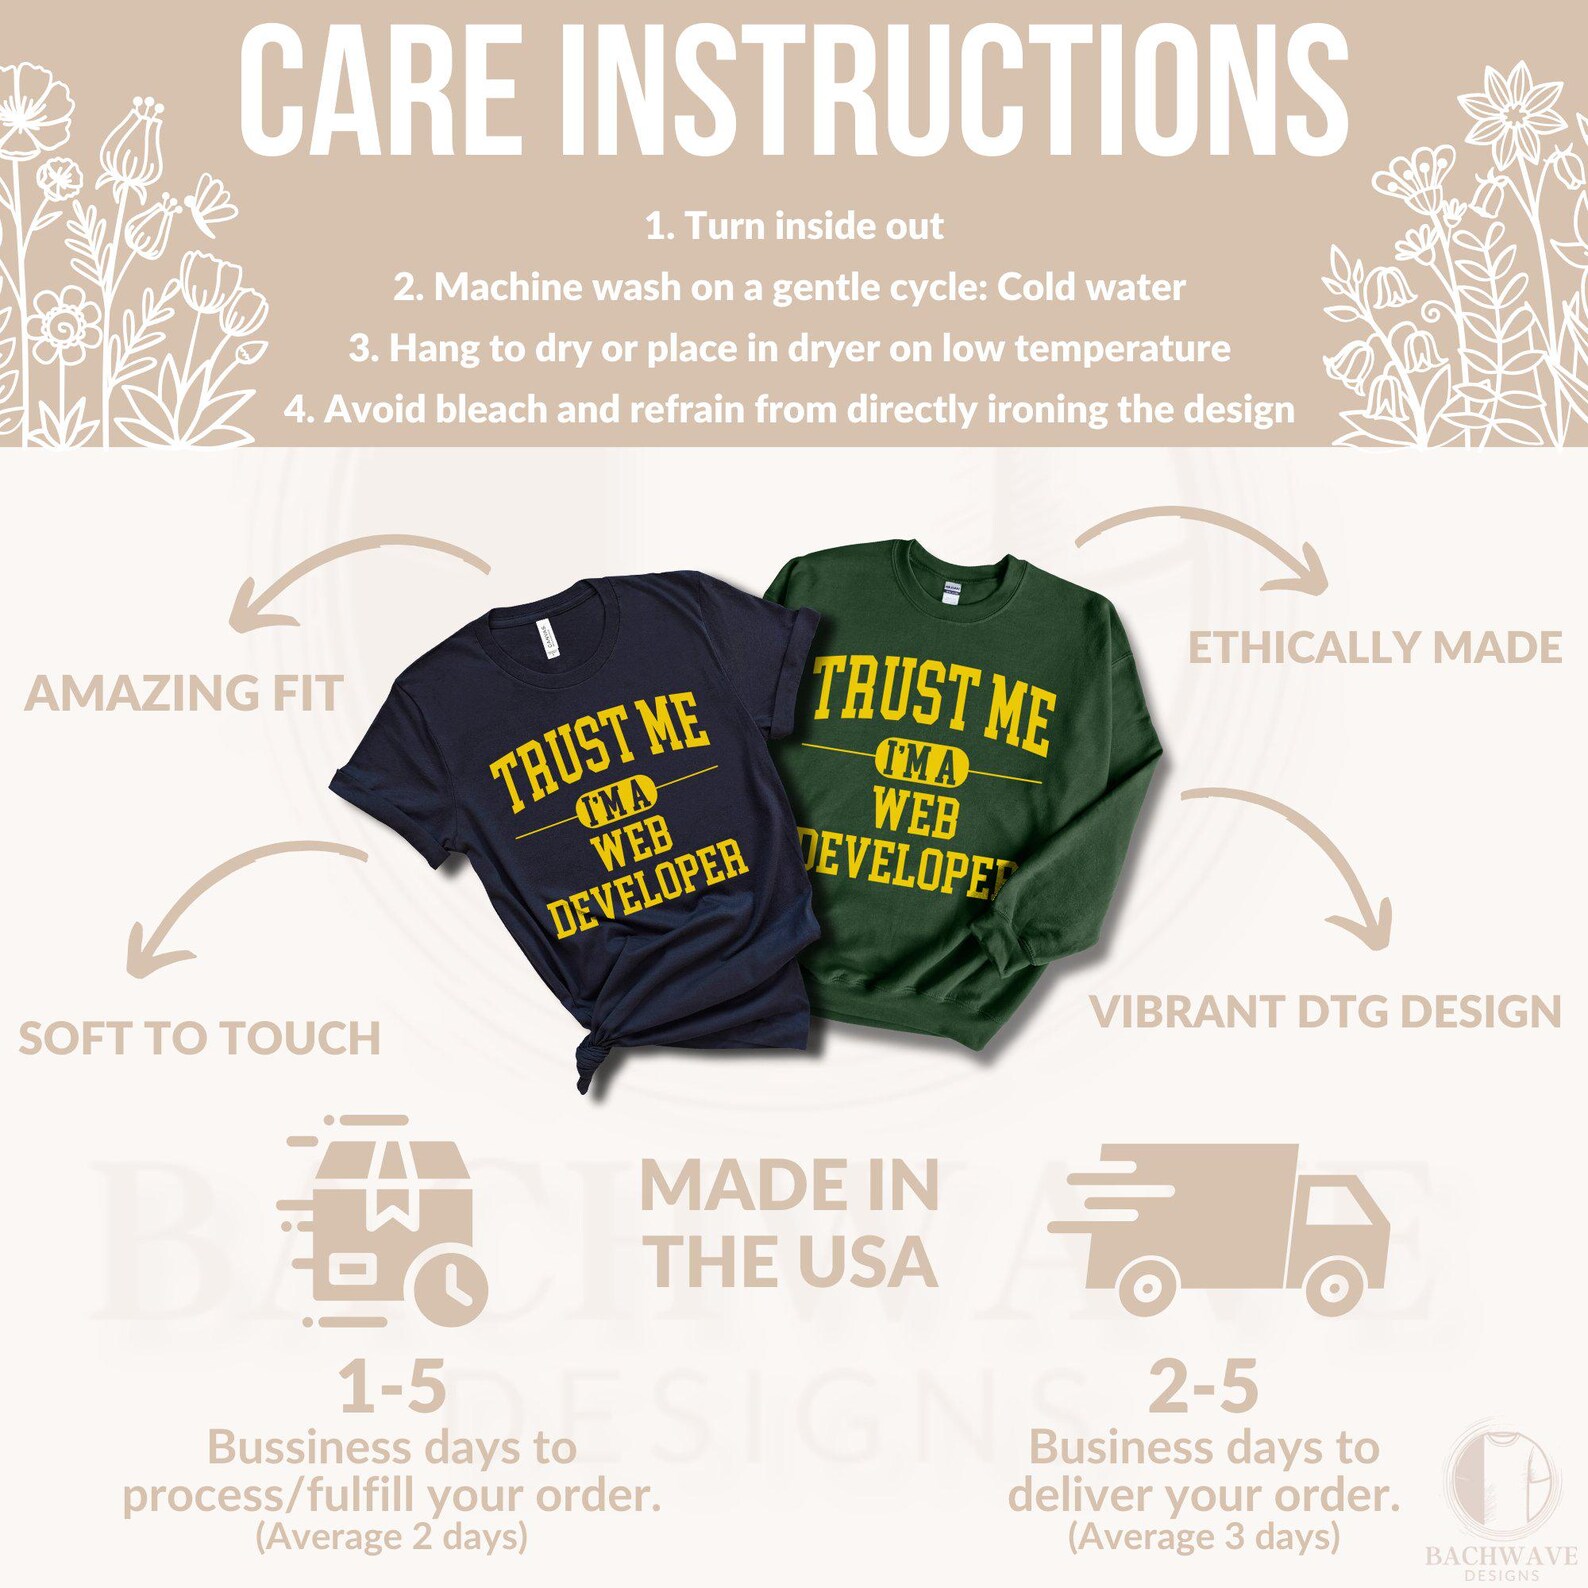 CARE INSTRUCTIONS
1. Turn inside out
2. Machine wash on a gentle cycle: Cold water
3. Hang to dry or place in dryer on low temperature
4. Avoid bleach and refrain from directly ironing the design
AMAZING FIT
ETHICALLY MADE
TRUST ME
I'M A
WEB
DEVELOPER
TRUST ME
I'M A
WEB
DEVELOPER
SOFT TO TOUCH
VIBRANT DTG DESIGN
MADE IN
THE USA
BACHWAVE
DESIGNS
1-5
Bussiness days to
process/fulfill your order.
(Average 2 days)
2-5
Business days to
deliver your order.
(Average 3 days)
BACHWAVE
DESIGNS